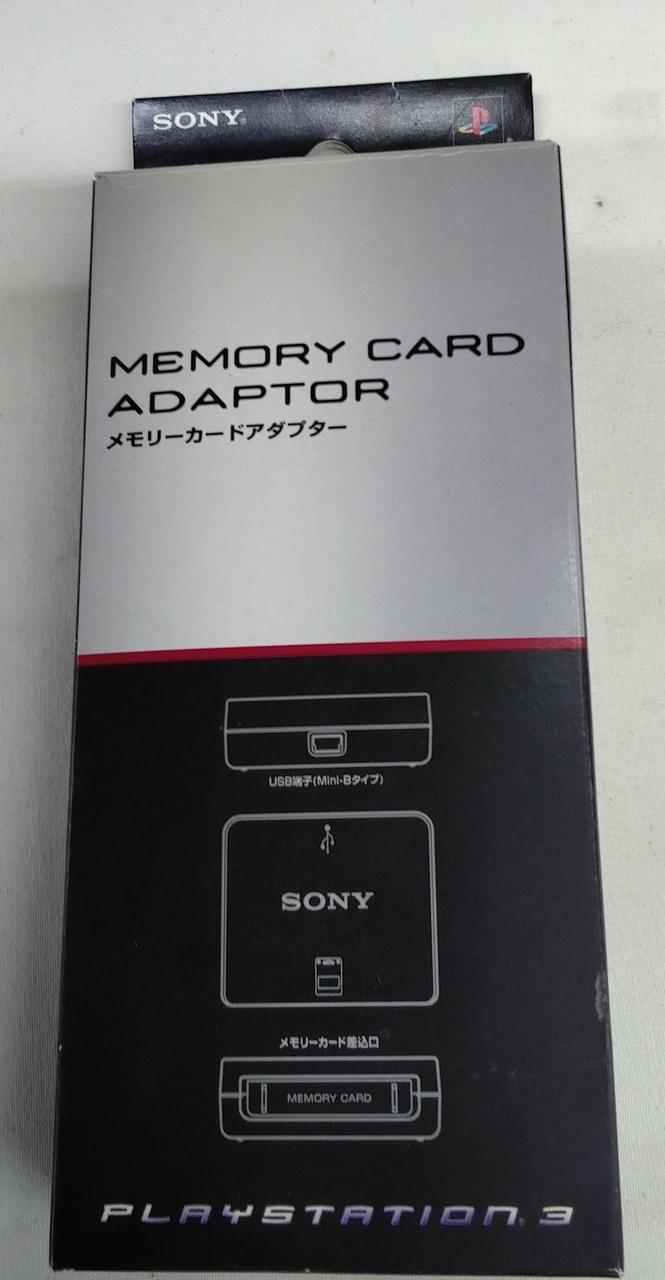 SONY®
MEMORY CARD
ADAPTOR
メモリーカードアダプター
USB端子(Mini-Bタイプ)
SONY
メモリーカード差込口
MEMORY CARD
PLAYSTATION®3